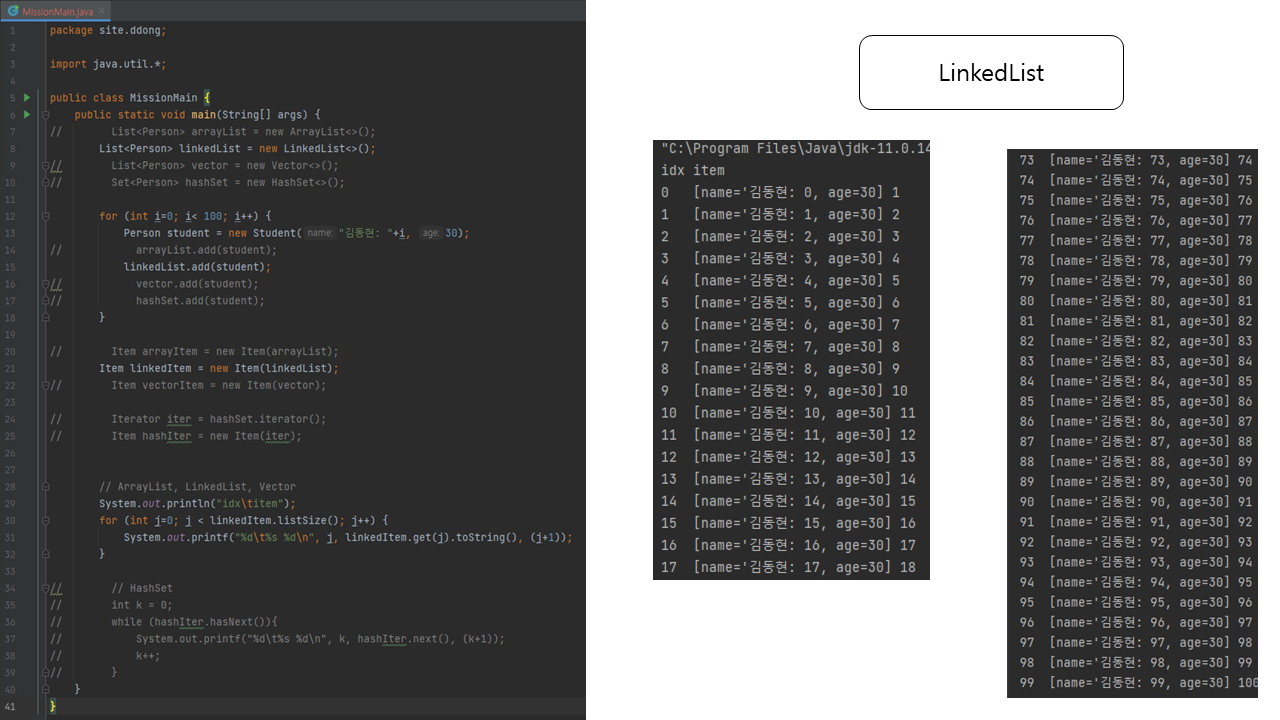 MissionMain.java ×
1 package site.ddong;
2
3 import java.util.*;
4
5 public class MissionMain {
6 public static void main(String[] args) {
7 // List<Person> arrayList = new ArrayList<>();
8 List<Person> linkedList = new LinkedList<>();
9 // List<Person> vector = new Vector<>();
10 // Set<Person> hashSet = new HashSet<>();
11
12 for (int i=0; i< 100; i++) {
13 Person student = new Student( name: "김동현: "+i, age: 30);
14 // arrayList.add(student);
15 linkedList.add(student);
16 // vector.add(student);
17 // hashSet.add(student);
18 }
19
20 // Item arrayItem = new Item(arrayList);
21 Item linkedItem = new Item(linkedList);
22 // Item vectorItem = new Item(vector);
23
24 // Iterator iter = hashSet.iterator();
25 // Item hashIter = new Item(iter);
26
27
28 // ArrayList, LinkedList, Vector
29 System.out.println("idx\titem");
30 for (int j=0; j < linkedItem.listSize(); j++) {
31 System.out.printf("%d\t%s %d\n", j, linkedItem.get(j).toString(), (j+1));
32 }
33
34 // // HashSet
35 // int k = 0;
36 // while (hashIter.hasNext()){
37 // System.out.printf("%d\t%s %d\n", k, hashIter.next(), (k+1));
38 // k++;
39 // }
40 }
41 }
LinkedList
"C:\Program Files\Java\jdk-11.0.14
idx item
0 [name='김동현: 0, age=30] 1
1 [name='김동현: 1, age=30] 2
2 [name='김동현: 2, age=30] 3
3 [name='김동현: 3, age=30] 4
4 [name='김동현: 4, age=30] 5
5 [name='김동현: 5, age=30] 6
6 [name='김동현: 6, age=30] 7
7 [name='김동현: 7, age=30] 8
8 [name='김동현: 8, age=30] 9
9 [name='김동현: 9, age=30] 10
10 [name='김동현: 10, age=30] 11
11 [name='김동현: 11, age=30] 12
12 [name='김동현: 12, age=30] 13
13 [name='김동현: 13, age=30] 14
14 [name='김동현: 14, age=30] 15
15 [name='김동현: 15, age=30] 16
16 [name='김동현: 16, age=30] 17
17 [name='김동현: 17, age=30] 18
73 [name='김동현: 73, age=30] 74
74 [name='김동현: 74, age=30] 75
75 [name='김동현: 75, age=30] 76
76 [name='김동현: 76, age=30] 77
77 [name='김동현: 77, age=30] 78
78 [name='김동현: 78, age=30] 79
79 [name='김동현: 79, age=30] 80
80 [name='김동현: 80, age=30] 81
81 [name='김동현: 81, age=30] 82
82 [name='김동현: 82, age=30] 83
83 [name='김동현: 83, age=30] 84
84 [name='김동현: 84, age=30] 85
85 [name='김동현: 85, age=30] 86
86 [name='김동현: 86, age=30] 87
87 [name='김동현: 87, age=30] 88
88 [name='김동현: 88, age=30] 89
89 [name='김동현: 89, age=30] 90
90 [name='김동현: 90, age=30] 91
91 [name='김동현: 91, age=30] 92
92 [name='김동현: 92, age=30] 93
93 [name='김동현: 93, age=30] 94
94 [name='김동현: 94, age=30] 95
95 [name='김동현: 95, age=30] 96
96 [name='김동현: 96, age=30] 97
97 [name='김동현: 97, age=30] 98
98 [name='김동현: 98, age=30] 99
99 [name='김동현: 99, age=30] 100